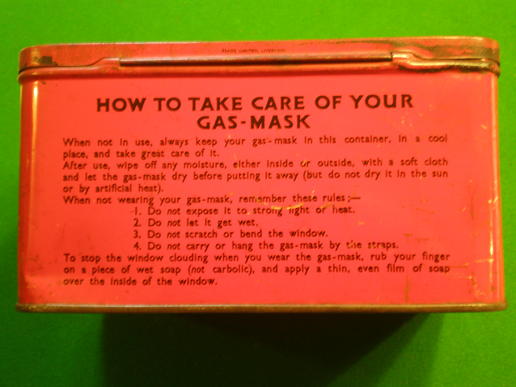 MADE LIMITED, LIVERPOOL
HOW TO TAKE CARE OF YOUR
GAS-MASK
When not in use, always keep your gas-mask in this container, in a cool
place, and take great care of it.
After use, wipe off any moisture, either inside or outside, with a soft cloth
and let the gas-mask dry before putting it away (but do not dry it in the sun
or by artificial heat).
When not wearing your gas-mask, remember these rules;—
1. Do not expose it to strong light or heat.
2. Do not let it get wet.
3. Do not scratch or bend the window.
4. Do not carry or hang the gas-mask by the straps.
To stop the window clouding when you wear the gas-mask, rub your finger
on a piece of wet soap (not carbolic), and apply a thin, even film of soap
over the inside of the window.